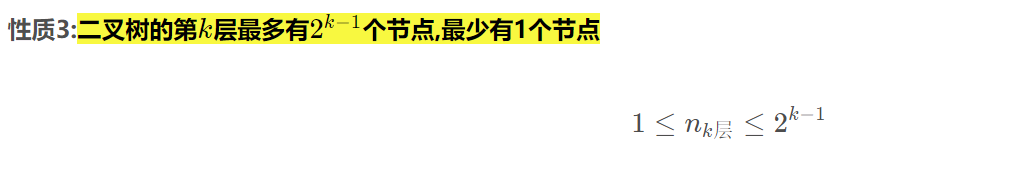 性质3:二叉树的第k层最多有2^{k-1}个节点,最少有1个节点
1 ≤ n_{k层} ≤ 2^{k-1}